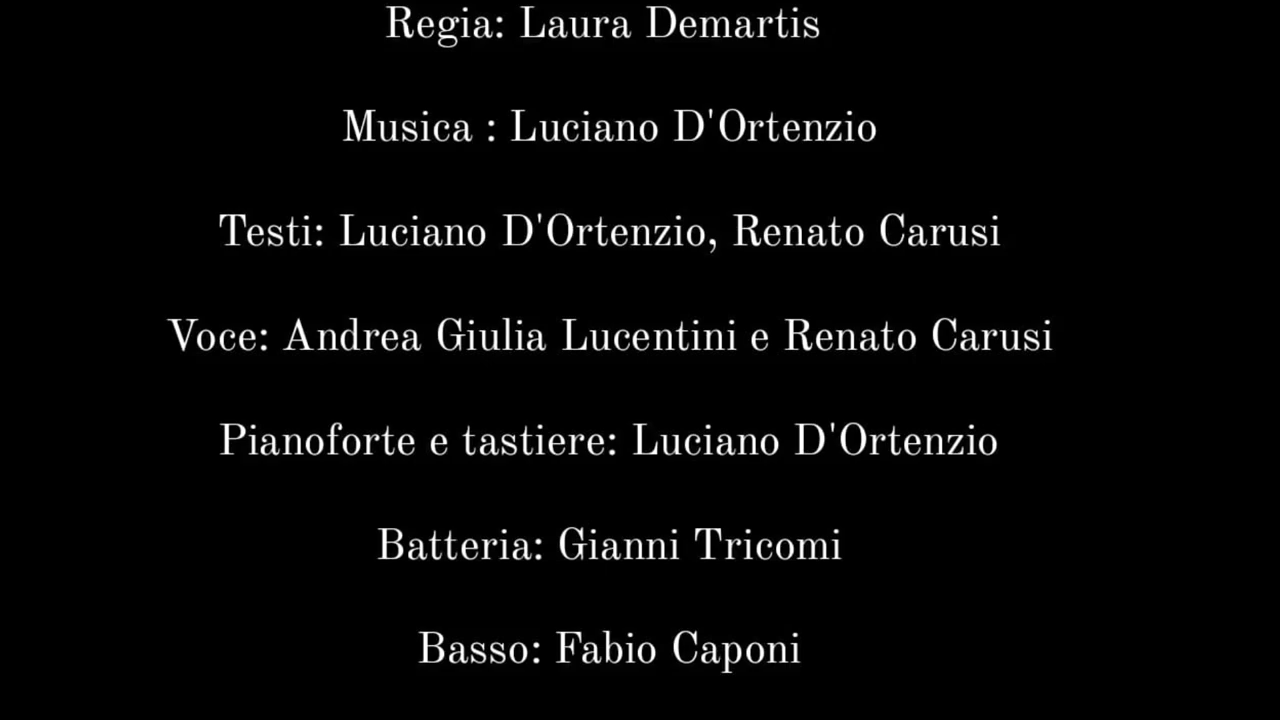 Regia: Laura Demartis
Musica : Luciano D'Ortenzio
Testi: Luciano D'Ortenzio, Renato Carusi
Voce: Andrea Giulia Lucentini e Renato Carusi
Pianoforte e tastiere: Luciano D'Ortenzio
Batteria: Gianni Tricomi
Basso: Fabio Caponi